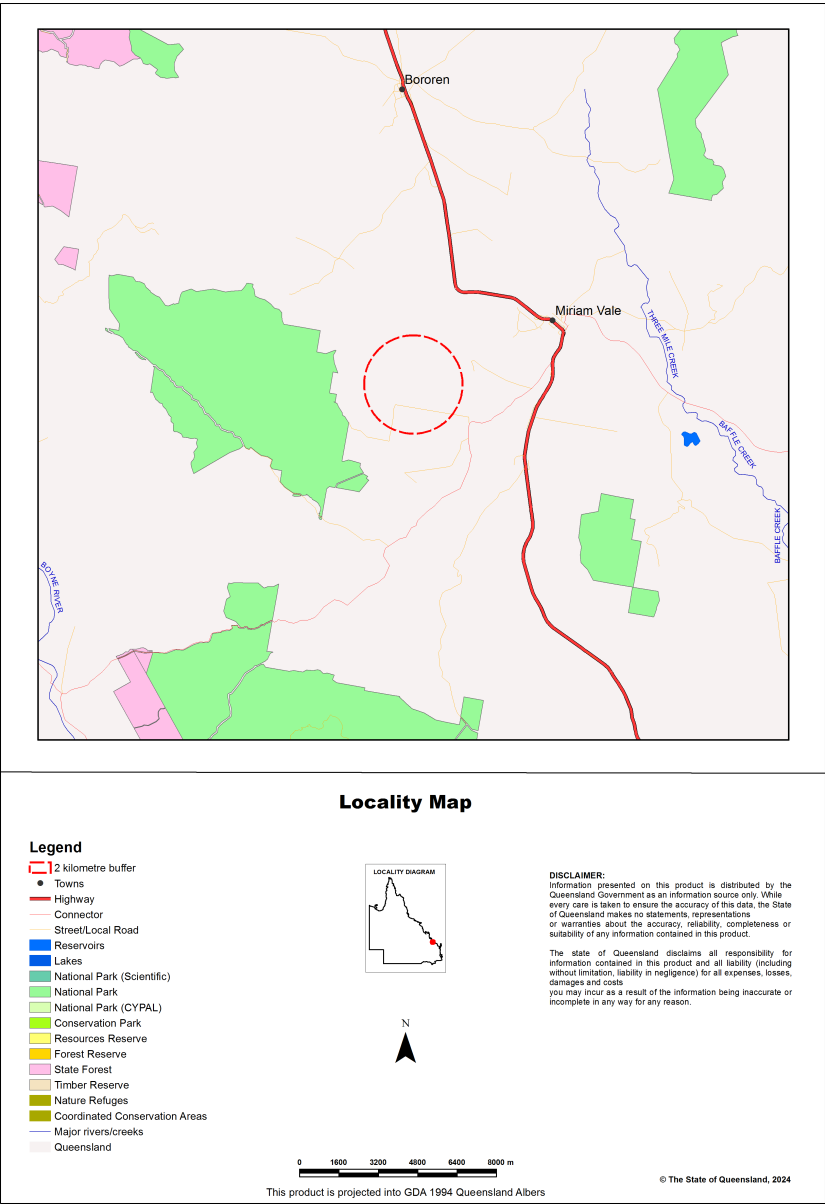 Bororen
Miriam Vale
THREE MILE CREEK
BAFFLE CREEK
BAFFLE CREEK
BOYNE RIVER
Locality Map
Legend
2 kilometre buffer
Towns
Highway
Connector
Street/Local Road
Reservoirs
Lakes
National Park (Scientific)
National Park
National Park (CYPAL)
Conservation Park
Resources Reserve
Forest Reserve
State Forest
Timber Reserve
Nature Refuges
Coordinated Conservation Areas
Major rivers/creeks
Queensland
LOCALITY DIAGRAM
N
0 1600 3200 4800 6400 8000 m
This product is projected into GDA 1994 Queensland Albers
DISCLAIMER:
Information presented on this product is distributed by the
Queensland Government as an information source only. While
every care is taken to ensure the accuracy of this data, the State
of Queensland makes no statements, representations
or warranties about the accuracy, reliability, completeness or
suitability of any information contained in this product.
The state of Queensland disclaims all responsibility for
information contained in this product and all liability (including
without limitation, liability in negligence) for all expenses, losses,
damages and costs
you may incur as a result of the information being inaccurate or
incomplete in any way for any reason.
© The State of Queensland, 2024